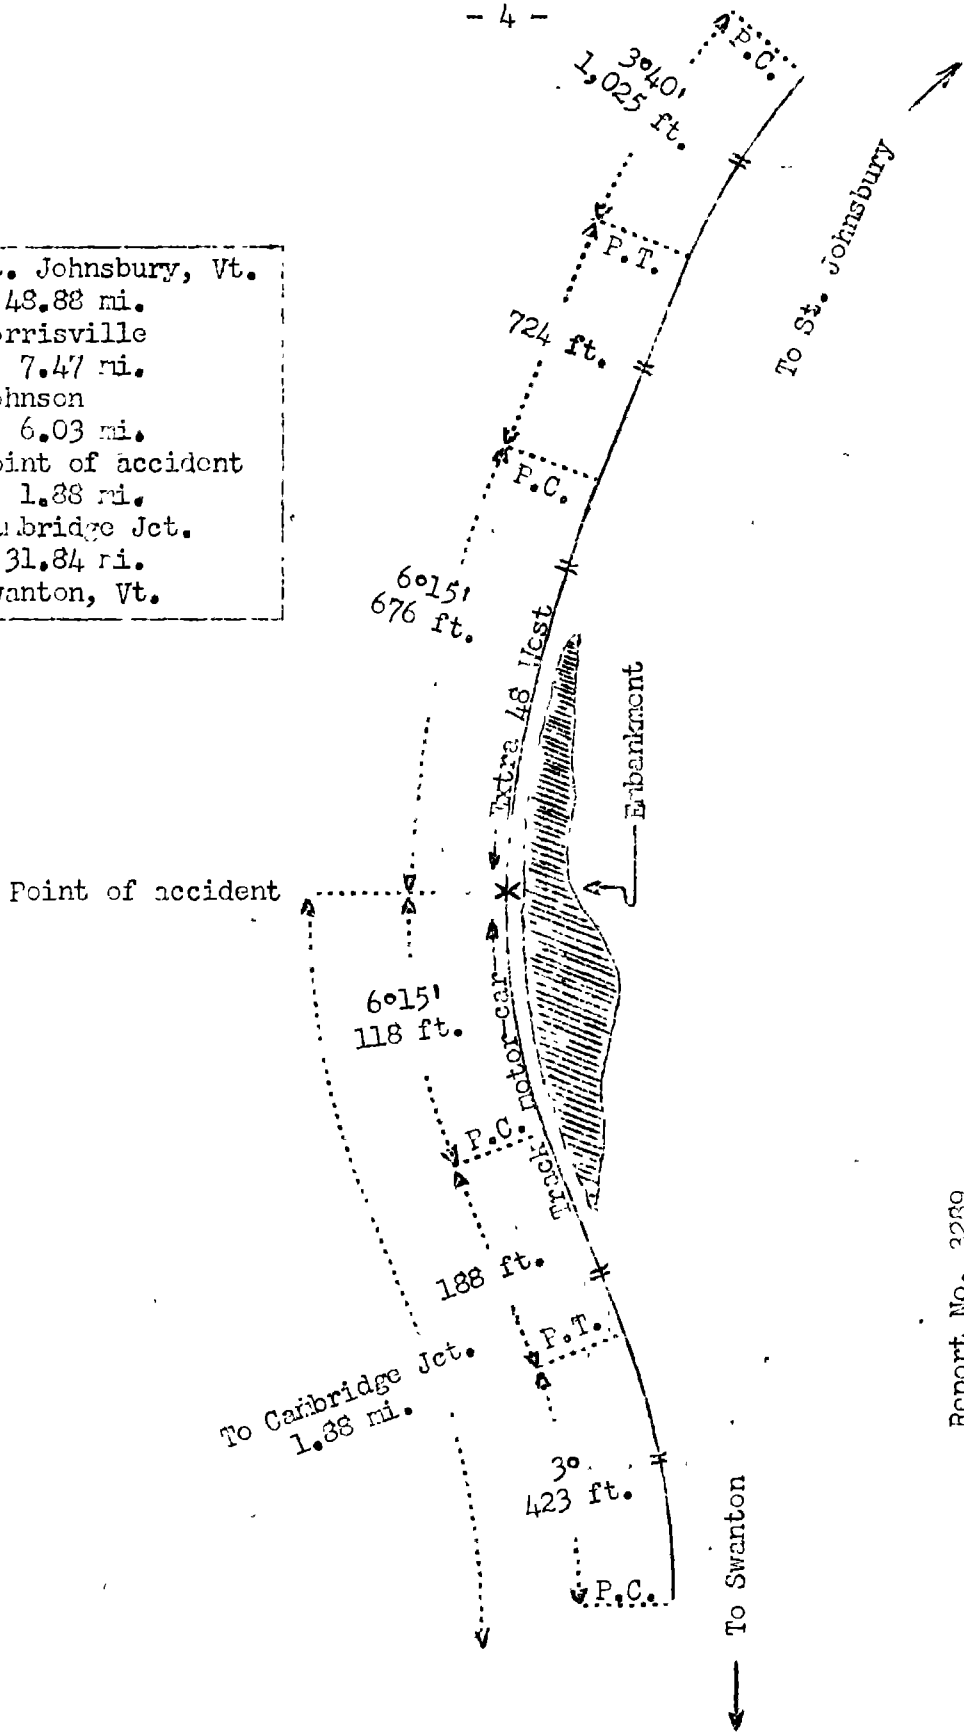 - 4 -
P.C.
3°40'
1,025 ft.
To St. Johnsbury
P.T.
724 ft.
. Johnsbury, Vt.
48.88 mi.
rrisville
7.47 mi.
hnson
6.03 mi.
int of accident
1.88 mi.
bridge Jct.
31.84 mi.
anton, Vt.
P.C.
6°15'
676 ft.
Extra 48 West
Embankment
Point of accident
6°15'
118 ft.
Track motor-car
P.C.
188 ft.
P.T.
To Cambridge Jct.
1.88 mi.
3°
423 ft.
P.C.
To Swanton
Report No.